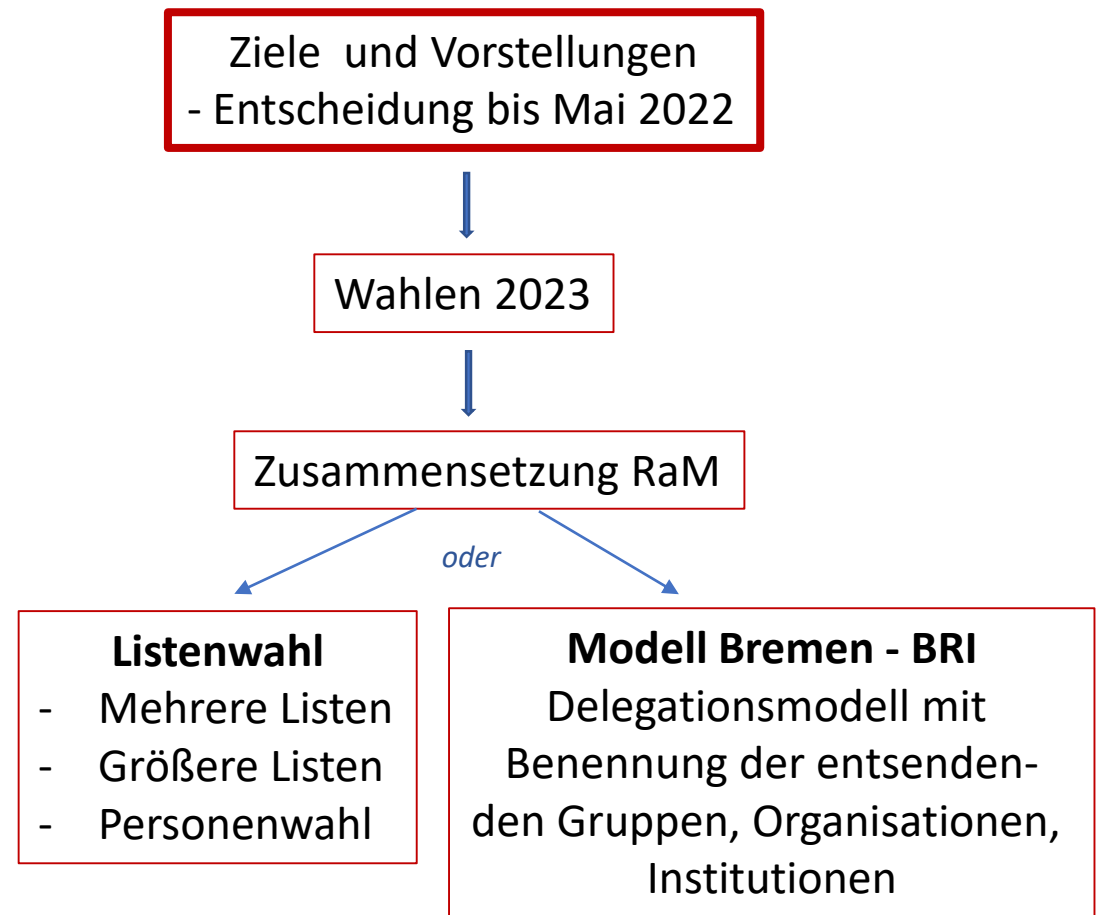 Ziele und Vorstellungen
- Entscheidung bis Mai 2022
Wahlen 2023
Zusammensetzung RaM
oder
Listenwahl
- Mehrere Listen
- Größere Listen
- Personenwahl
Modell Bremen - BRI
Delegationsmodell mit
Benennung der entsenden-
den Gruppen, Organisationen,
Institutionen